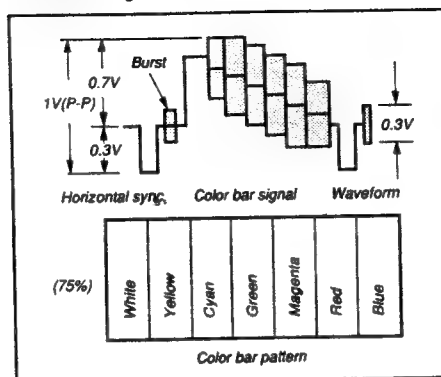 Burst
0.7V
1V(P-P)
0.3V
0.3V
Horizontal sync, Color bar signal Waveform
(75%)
White
Yellow
Cyan
Green
Magenta
Red
Blue
Color bar pattern